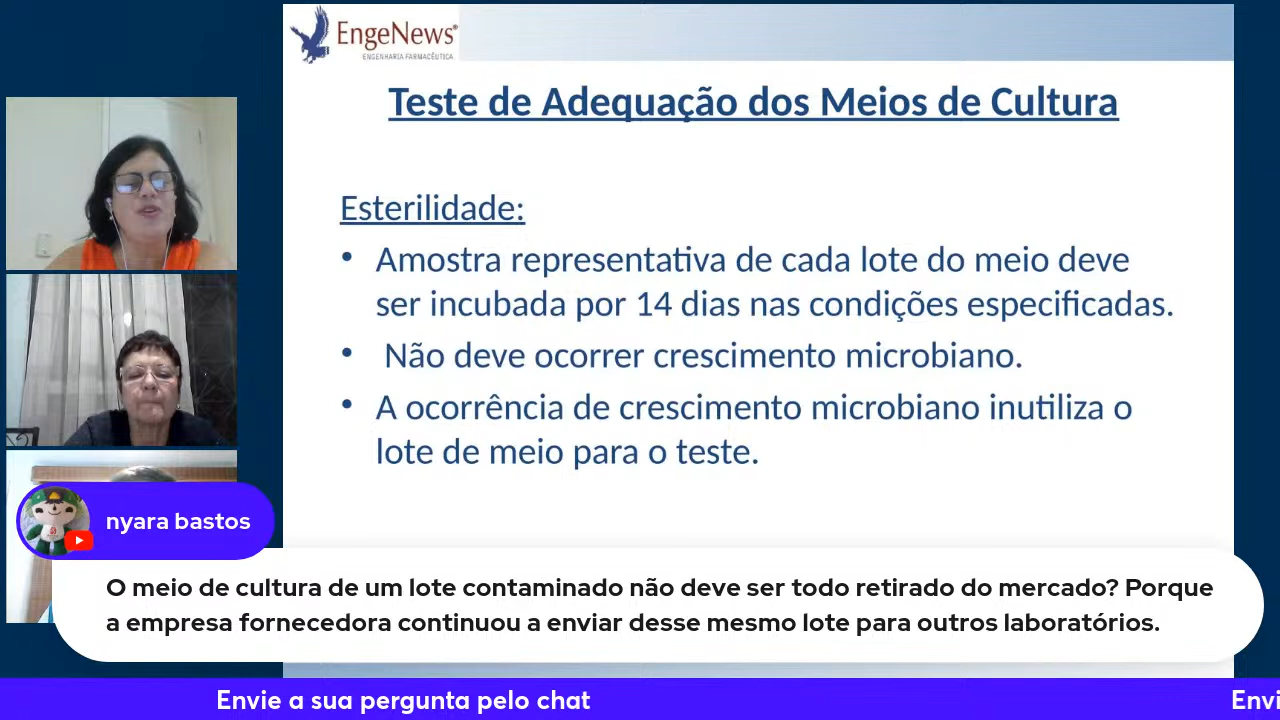 EngeNews®
ENGENHARIA FARMACÊUTICA
Teste de Adequação dos Meios de Cultura
Esterilidade:
• Amostra representativa de cada lote do meio deve
ser incubada por 14 dias nas condições especificadas.
• Não deve ocorrer crescimento microbiano.
• A ocorrência de crescimento microbiano inutiliza o
lote de meio para o teste.
nyara bastos
O meio de cultura de um lote contaminado não deve ser todo retirado do mercado? Porque
a empresa fornecedora continuou a enviar desse mesmo lote para outros laboratórios.
Envie a sua pergunta pelo chat
Envi